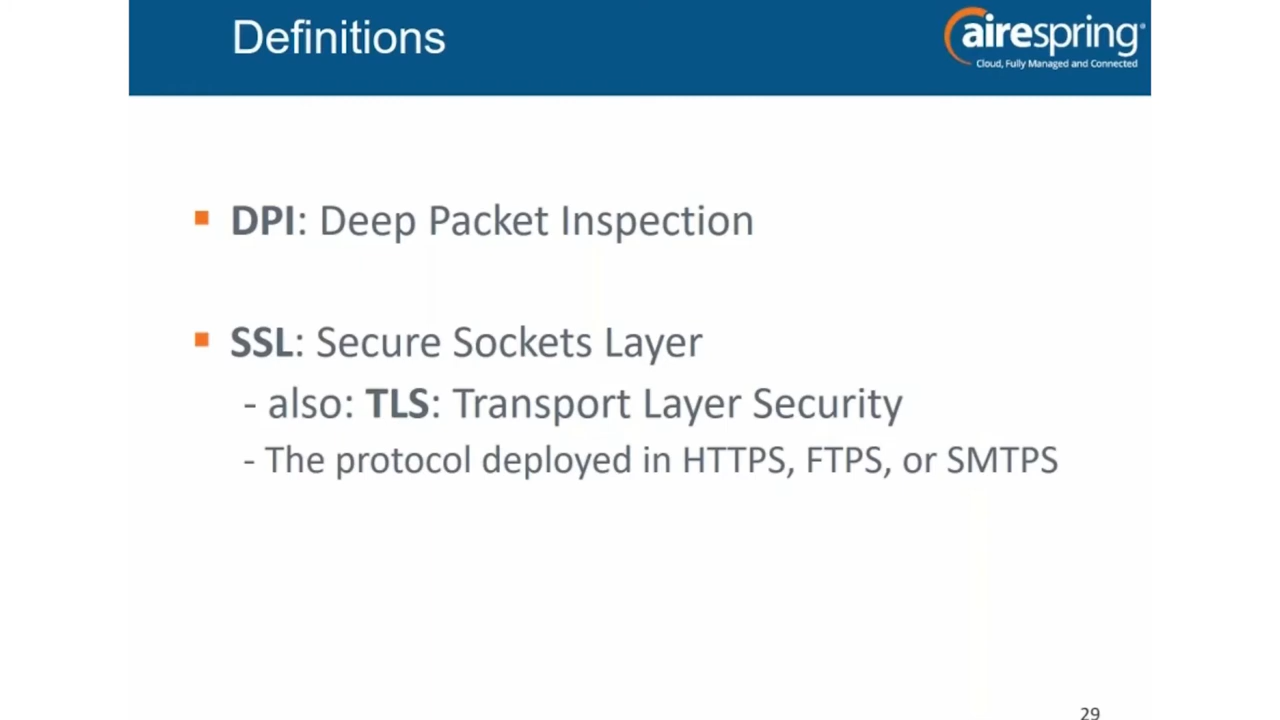 Definitions
airespring®
Cloud, Fully Managed and Connected
▪ DPI: Deep Packet Inspection
▪ SSL: Secure Sockets Layer
- also: TLS: Transport Layer Security
- The protocol deployed in HTTPS, FTPS, or SMTPS
29